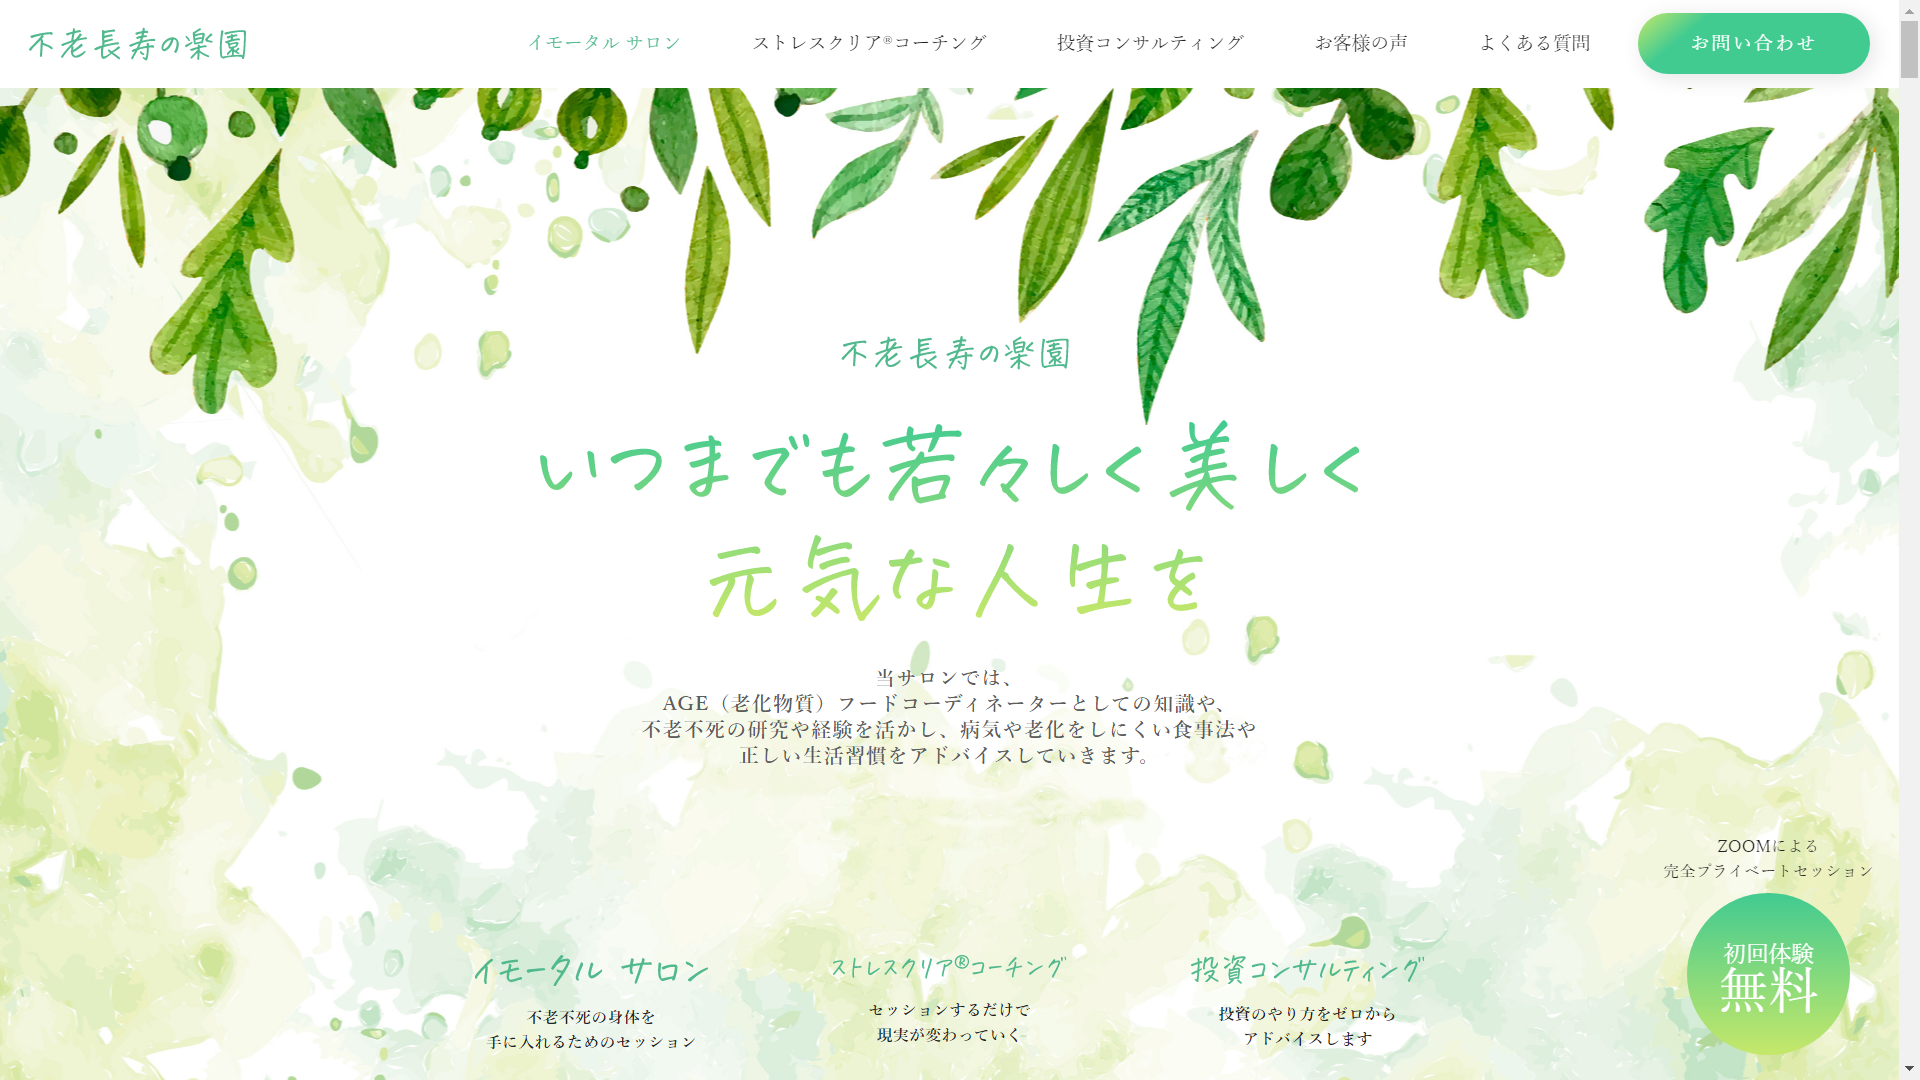 不老長寿の楽園
イモータル サロン
ストレスクリア®コーチング
投資コンサルティング
お客様の声
よくある質問
お問い合わせ
不老長寿の楽園
いつまでも若々しく美しく
元気な人生を
当サロンでは、
AGE（老化物質）フードコーディネーターとしての知識や、
不老不死の研究や経験を活かし、病気や老化をしにくい食事法や
正しい生活習慣をアドバイスしていきます。
ZOOMによる
完全プライベートセッション
初回体験
無料
イモータル サロン
不老不死の身体を
手に入れるためのセッション
ストレスクリア®コーチング
セッションするだけで
現実が変わっていく
投資コンサルティング
投資のやり方をゼロから
アドバイスします